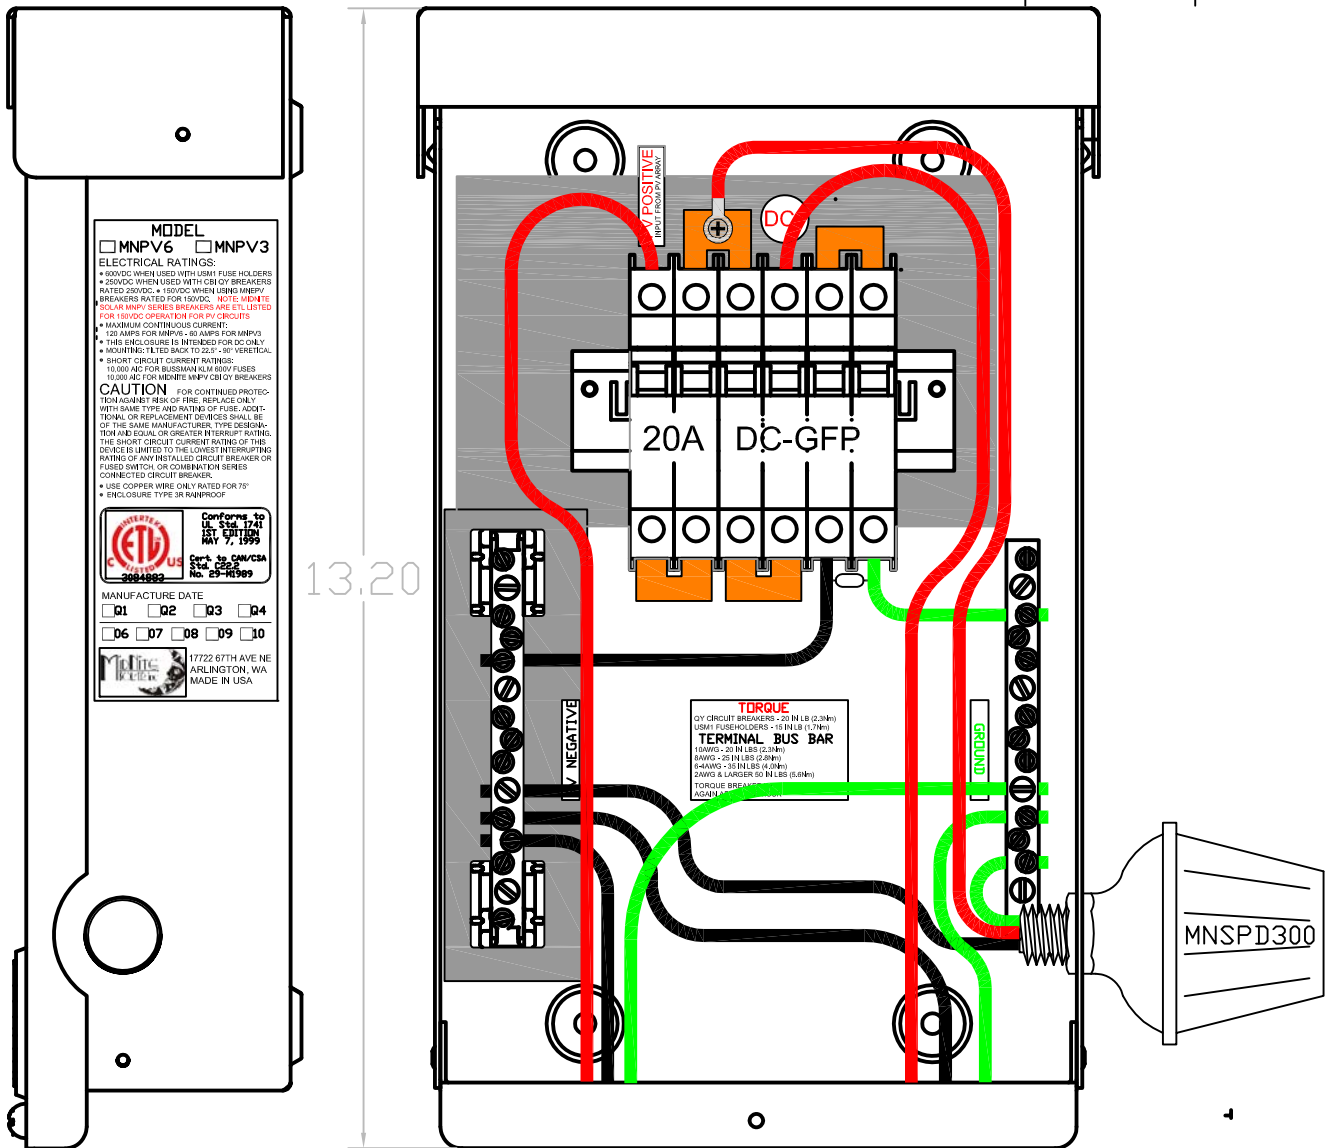 MODEL
MNPV6 MNPV3
ELECTRICAL RATINGS:
• 600VDC WHEN USED WITH USM1 FUSE HOLDERS
• 250VDC WHEN USED WITH CBI QY BREAKERS
RATED 250VDC. • 150VDC WHEN USING MNEPV
BREAKERS RATED FOR 150VDC. NOTE: MIDNITE
SOLAR MNPV SERIES BREAKERS ARE ETL LISTED
FOR 150VDC OPERATION FOR PV CIRCUITS
• MAXIMUM CONTINUOUS CURRENT:
120 AMPS FOR MNPV6 - 60 AMPS FOR MNPV3
• THIS ENCLOSURE IS INTENDED FOR DC ONLY
• MOUNTING: TILTED BACK TO 22.5° - 90° VERETICAL
• SHORT CIRCUIT CURRENT RATINGS:
10,000 AIC FOR BUSSMAN KLM 600V FUSES
10,000 AIC FOR MIDNITE MNPV CBI QY BREAKERS
CAUTION FOR CONTINUED PROTEC-
TION AGAINST RISK OF FIRE, REPLACE ONLY
WITH SAME TYPE AND RATING OF FUSE. ADDIT-
TIONAL OR REPLACEMENT DEVICES SHALL BE
OF THE SAME MANUFACTURER, TYPE DESIGNA-
TION AND EQUAL OR GREATER INTERRUPT RATING.
THE SHORT CIRCUIT CURRENT RATING OF THIS
DEVICE IS LIMITED TO THE LOWEST INTERRUPTING
RATING OF ANY INSTALLED CIRCUIT BREAKER OR
FUSED SWITCH, OR COMBINATION SERIES
CONNECTED CIRCUIT BREAKER.
• USE COPPER WIRE ONLY RATED FOR 75°
• ENCLOSURE TYPE 3R RAINPROOF
INTERTEK
ETL
C US
LISTED
3084883
Conforms to
UL Std. 1741
1ST EDITION
MAY 7, 1999
Cert. to CAN/CSA
Std. C22.2
No. 29-M1989
MANUFACTURE DATE
Q1 Q2 Q3 Q4
06 07 08 09 10
MIDNITE
17722 67TH AVE NE
ARLINGTON, WA
MADE IN USA
13.20
V POSITIVE
INPUT FROM PV ARRAY
DC
20A DC-GFP
V NEGATIVE
TORQUE
QY CIRCUIT BREAKERS - 20 IN LB (2.3Nm)
USM1 FUSEHOLDERS - 15 IN LB (1.7Nm)
TERMINAL BUS BAR
10AWG - 20 IN LBS (2.3Nm)
8AWG - 25 IN LBS (2.8Nm)
6-4AWG - 35 IN LBS (4.0Nm)
2AWG & LARGER 50 IN LBS (5.6Nm)
TORQUE
GROUND
MNSPD300